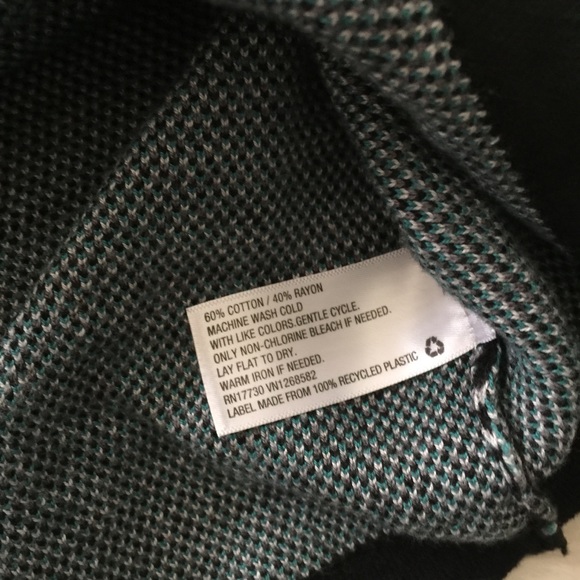 60% COTTON / 40% RAYON
MACHINE WASH COLD
WITH LIKE COLORS.GENTLE CYCLE.
ONLY NON-CHLORINE BLEACH IF NEEDED.
LAY FLAT TO DRY.
WARM IRON IF NEEDED.
RN17730 VN1268582
LABEL MADE FROM 100% RECYCLED PLASTIC